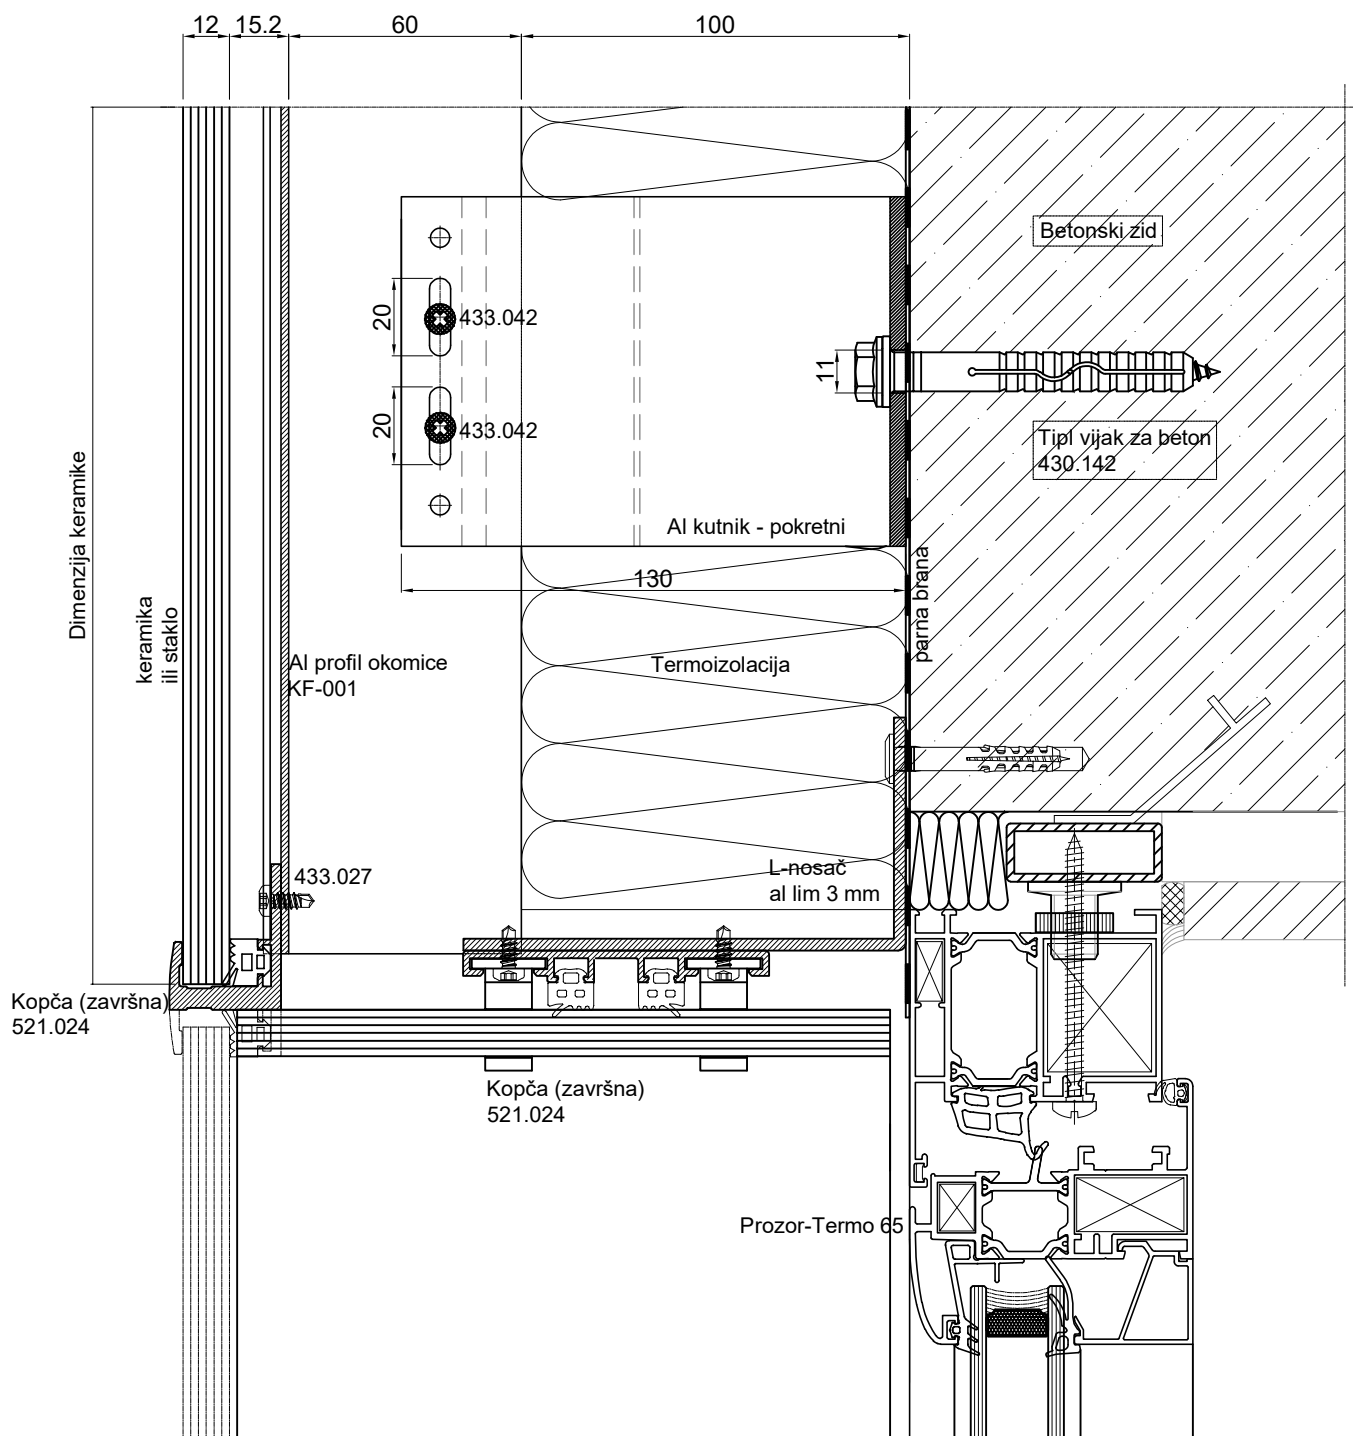 12
15.2
60
100
Betonski zid
20
433.042
11
20
433.042
Tipl vijak za beton
430.142
Al kutnik - pokretni
130
Dimenzija keramike
keramika
ili staklo
parna brana
Al profil okomice
KF-001
Termoizolacija
433.027
L-nosač
al lim 3 mm
Kopča (završna)
521.024
Kopča (završna)
521.024
Prozor-Termo 65